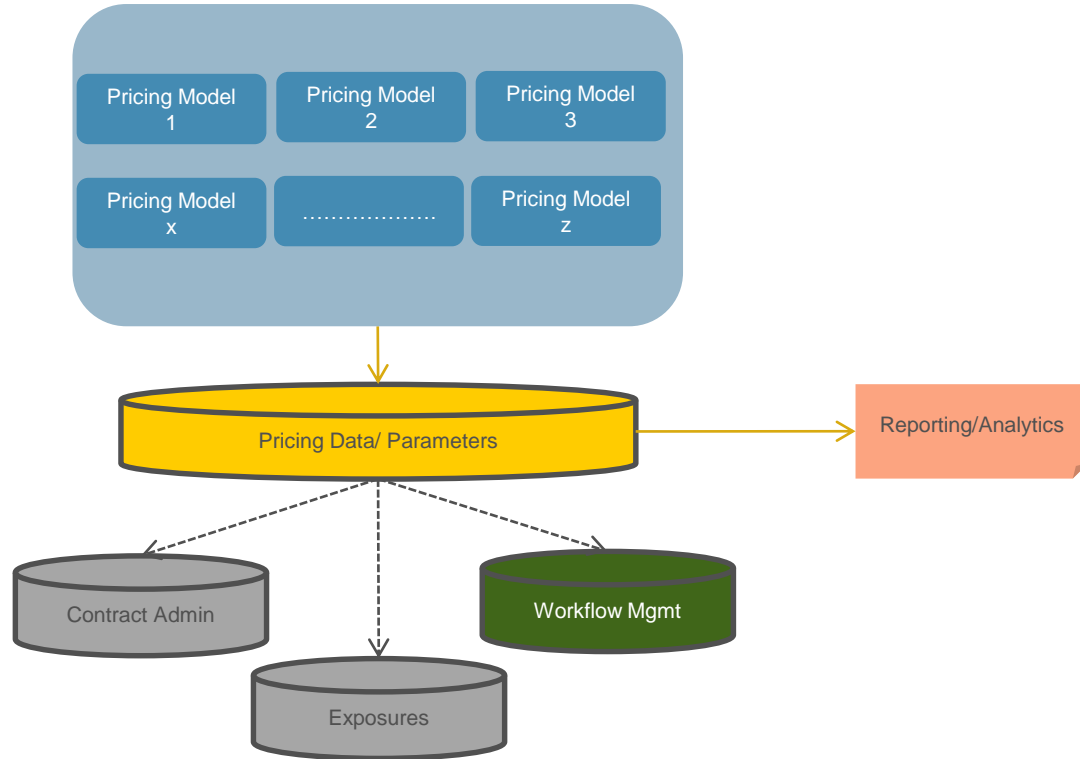 Pricing Model
1
Pricing Model
2
Pricing Model
3
Pricing Model
x
...................
Pricing Model
z
Pricing Data/ Parameters
Reporting/Analytics
Contract Admin
Workflow Mgmt
Exposures